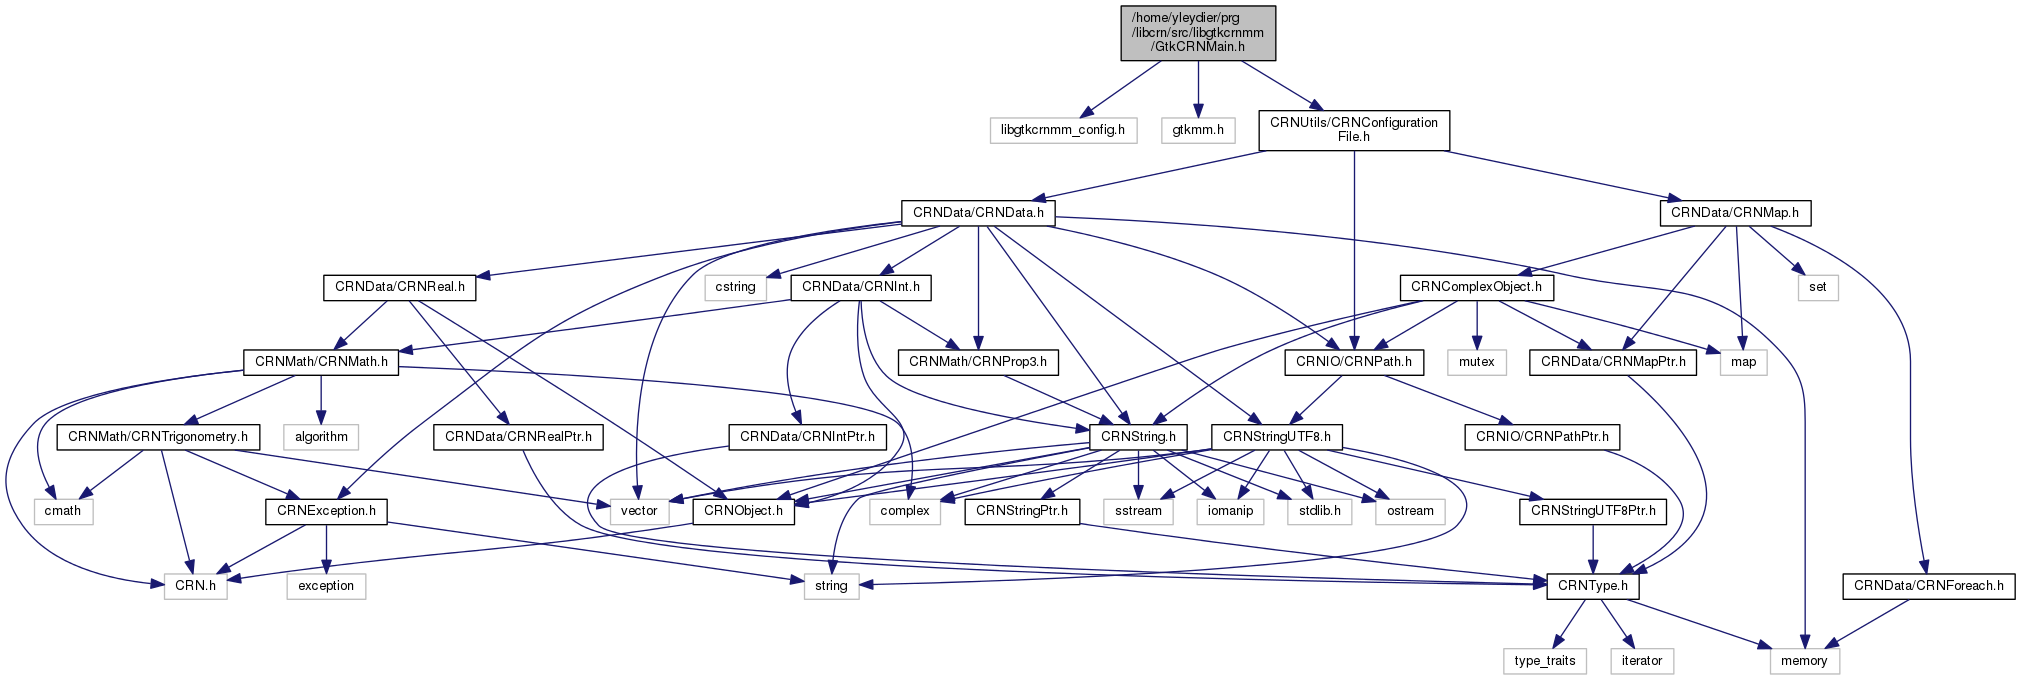 /home/yleydier/prg
/libcrn/src/libgtkcrnmm
/GtkCRNMain.h
libgtkcrnmm_config.h
gtkmm.h
CRNUtils/CRNConfiguration
File.h
CRNData/CRNData.h
CRNData/CRNMap.h
CRNData/CRNReal.h
cstring
CRNData/CRNInt.h
CRNComplexObject.h
set
CRNMath/CRNMath.h
CRNMath/CRNProp3.h
CRNIO/CRNPath.h
mutex
CRNData/CRNMapPtr.h
map
CRNMath/CRNTrigonometry.h
algorithm
CRNData/CRNRealPtr.h
CRNData/CRNIntPtr.h
CRNString.h
CRNStringUTF8.h
CRNIO/CRNPathPtr.h
cmath
CRNException.h
vector
CRNObject.h
complex
CRNStringPtr.h
sstream
iomanip
stdlib.h
ostream
CRNStringUTF8Ptr.h
CRN.h
exception
string
CRNType.h
CRNData/CRNForeach.h
type_traits
iterator
memory